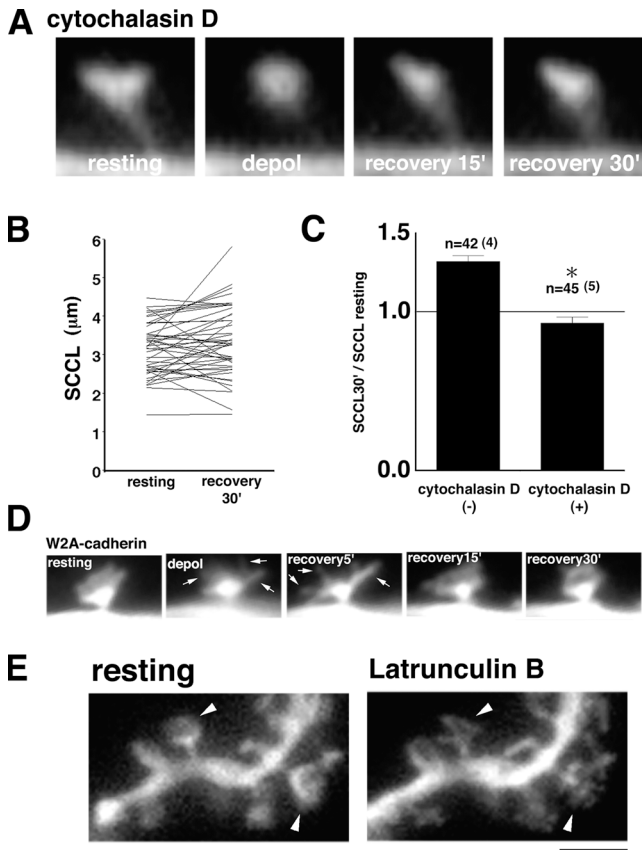 A cytochalasin D
resting
depol
recovery 15'
recovery 30'
B
SCCL (μm)
6
5
4
3
2
1
0
resting
recovery
30'
C
SCCL30' / SCCL resting
1.5
1.0
0.0
n=42 (4)
*
n=45 (5)
cytochalasin D
(-)
cytochalasin D
(+)
D
W2A-cadherin
resting
depol
recovery5'
recovery15'
recovery30'
E
resting
Latrunculin B